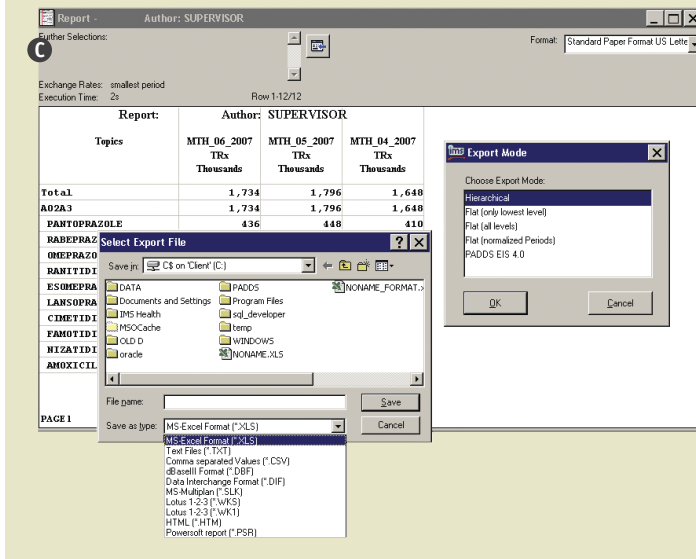 Report -    Author: SUPERVISOR
C
Further Selections:
Format: Standard Paper Format US Lette
Exchange Rates: smallest period
Execution Time: 2s
Row 1-12/12
Report: Author: SUPERVISOR
Topics MTH_06_2007 MTH_05_2007 MTH_04_2007
TRx TRx TRx
Thousands Thousands Thousands
Total 1,734 1,796 1,648
A02A3 1,734 1,796 1,648
PANTOPRAZOLE 436 448 410
RABEPRAZ
OMEPRAZO
RANITIDI
ESOMEPRA
LANSOPRA
CIMETIDI
FAMOTIDI
NIZATIDI
AMOXICIL
PAGE 1
Select Export File
Save in: C$ on 'Client' (C:)
DATA
Documents and Settings
IMS Health
MSOCache
OLD D
oracle
PADDS
Program Files
sql_developer
temp
WINDOWS
NONAME.XLS
NONAME_FORMAT.x
File name:
Save
Save as type: MS-Excel Format (*.XLS)
Cancel
MS-Excel Format (*.XLS)
Text Files (*.TXT)
Comma separated Values (*.CSV)
dBaseIII Format (*.DBF)
Data Interchange Format (*.DIF)
MS-Multiplan (*.SLK)
Lotus 1-2-3 (*.WKS)
Lotus 1-2-3 (*.WK1)
HTML (*.HTM)
Powersoft report (*.PSR)
ims Export Mode
Choose Export Mode:
Hierarchical
Flat (only lowest level)
Flat (all levels)
Flat (normalized Periods)
PADDS EIS 4.0
OK
Cancel